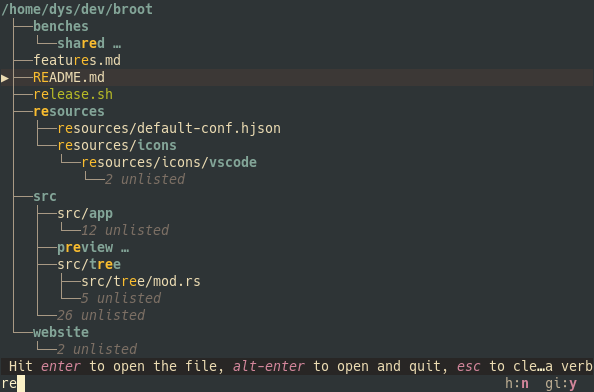 /home/dys/dev/broot
benches
shared …
features.md
▶ README.md
release.sh
resources
resources/default-conf.hjson
resources/icons
resources/icons/vscode
2 unlisted
src
src/app
12 unlisted
preview …
src/tree
src/tree/mod.rs
5 unlisted
26 unlisted
website
2 unlisted
Hit enter to open the file, alt-enter to open and quit, esc to cle…a verb
re h:n gi:y